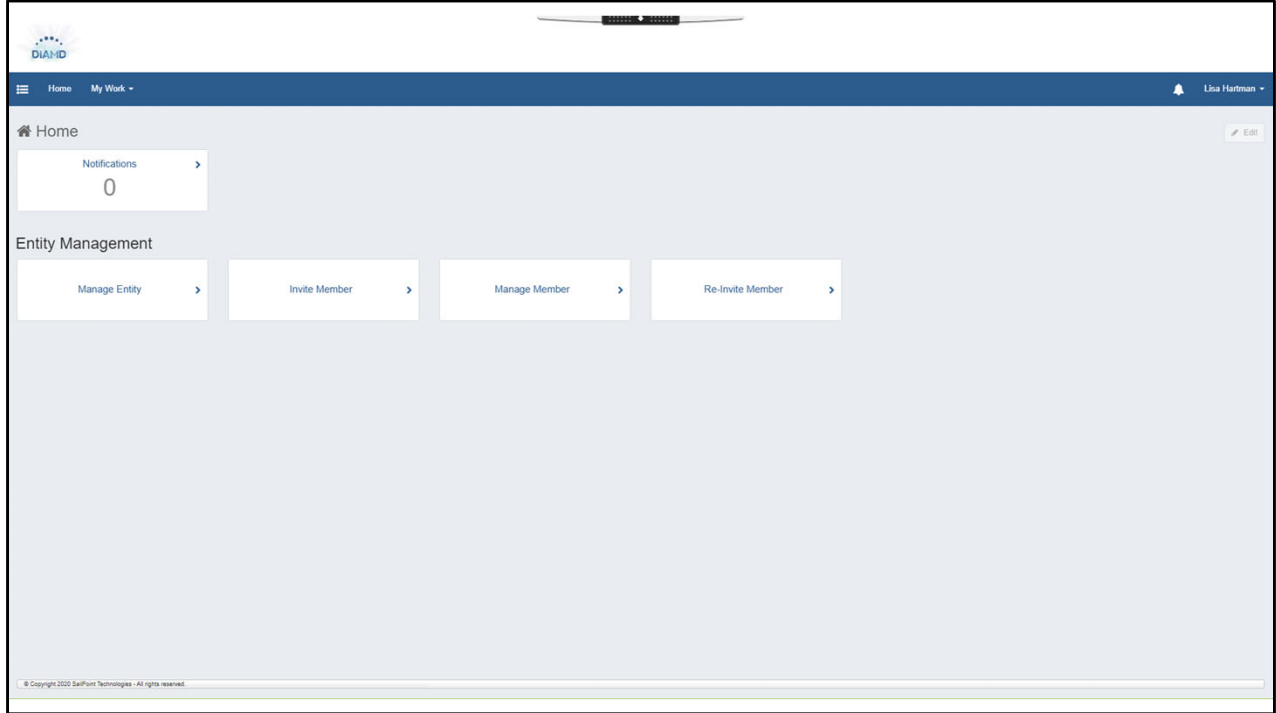 DIAMD
Home My Work Lisa Hartman
Home Edit
Notifications
0
Entity Management
Manage Entity Invite Member Manage Member Re-Invite Member
© Copyright 2020 SailPoint Technologies - All rights reserved.